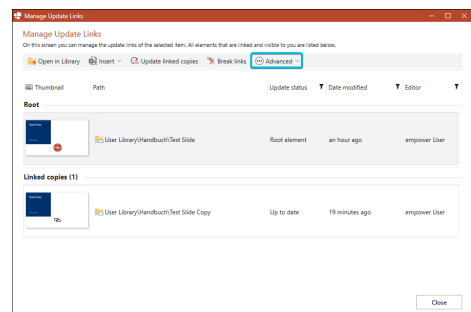 Manage Update Links
Manage Update Links
On this screen you can manage the update links of the selected item. All elements that are linked and visible to you are listed below.
Open in Library Insert Update linked copies Break links Advanced
Thumbnail Path Update status Date modified Editor
Root
User Library\Handbuch\Test Slide Root element an hour ago empower User
Linked copies (1)
User Library\Handbuch\Test Slide Copy Up to date 19 minutes ago empower User
Close